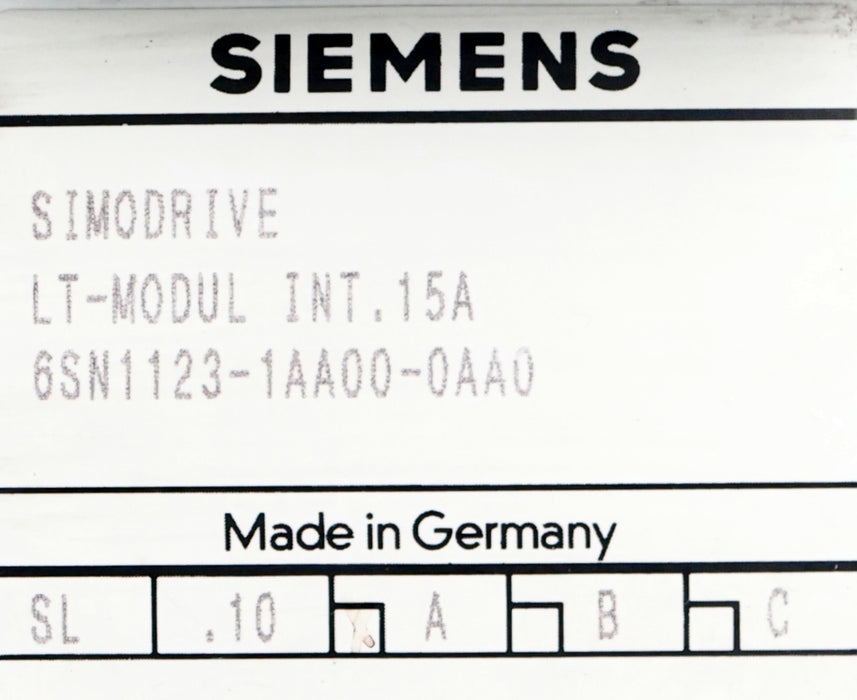 SIEMENS
SIMODRIVE
LT-MODUL INT.15A
6SN1123-1AA00-0AA0
Made in Germany
SL .10 A B C